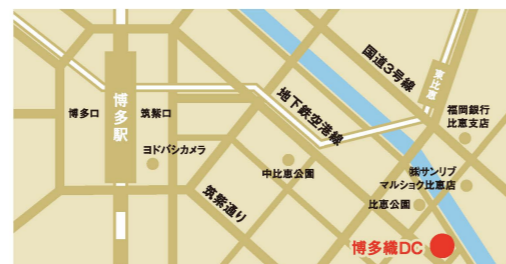 国道3号線
東比恵
福岡銀行
比恵支店
博多口
博多駅
筑紫口
地下鉄空港線
ヨドバシカメラ
中比恵公園
㈱サンリブ
マルショク比恵店
筑紫通り
比恵公園
博多織DC